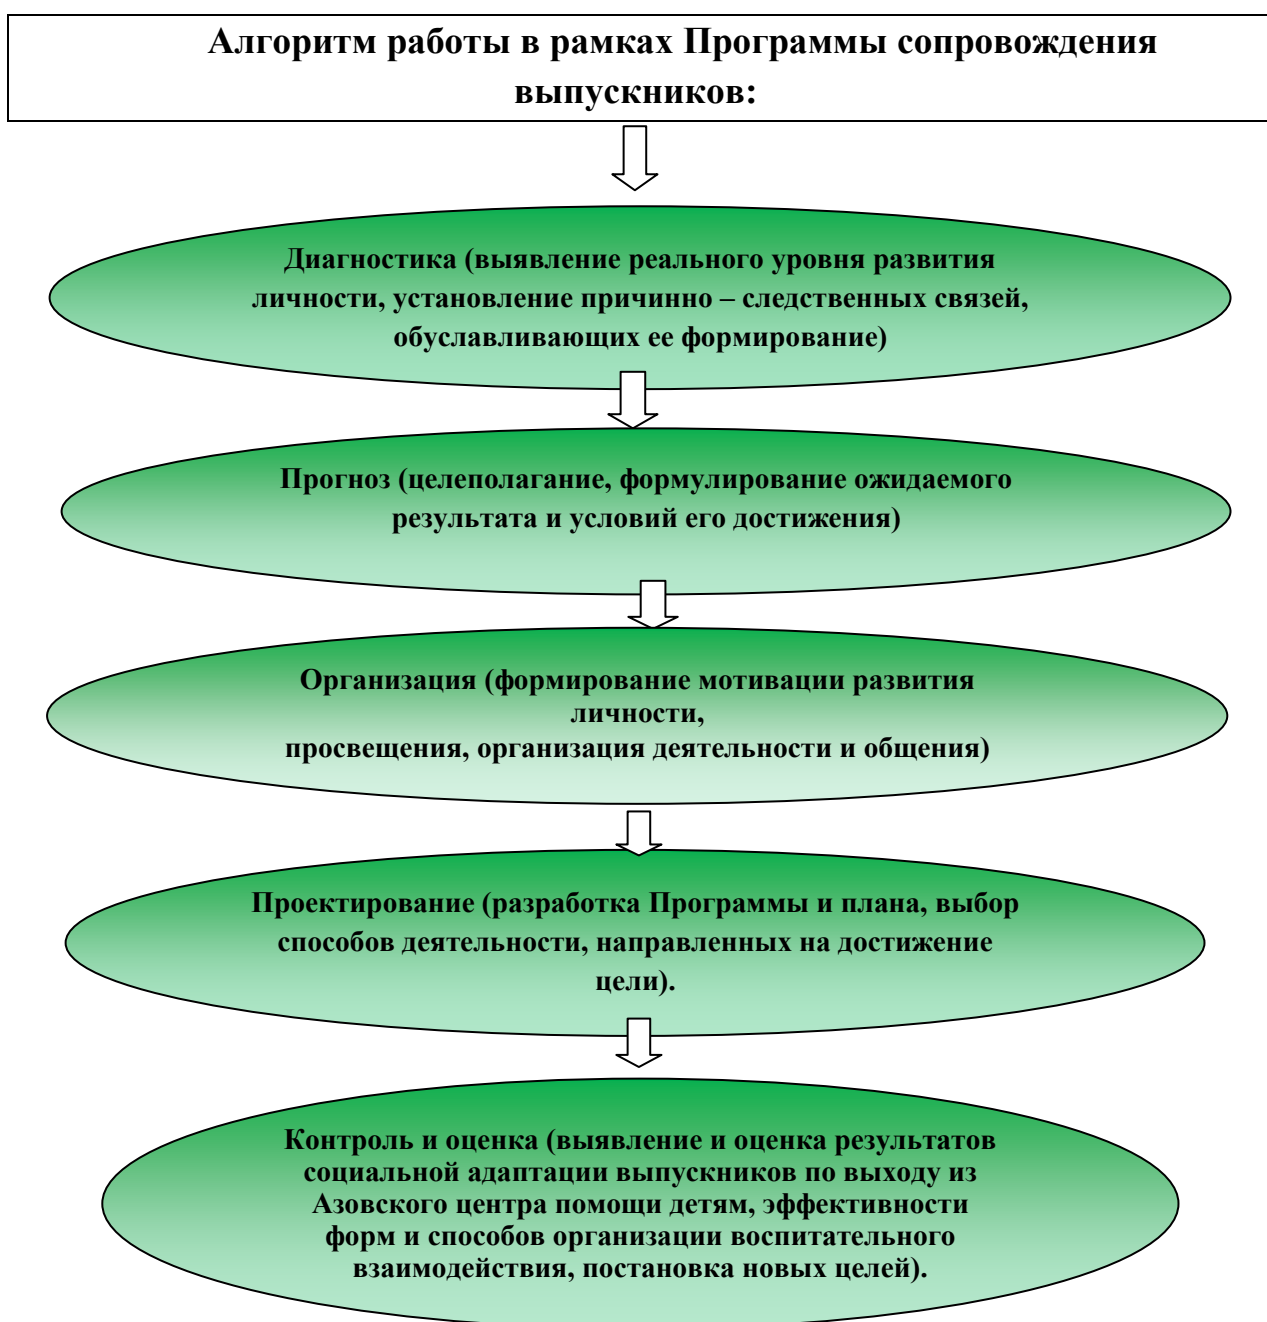 Алгоритм работы в рамках Программы сопровождения
выпускников:
Диагностика (выявление реального уровня развития
личности, установление причинно – следственных связей,
обуславливающих ее формирование)
Прогноз (целеполагание, формулирование ожидаемого
результата и условий его достижения)
Организация (формирование мотивации развития
личности,
просвещения, организация деятельности и общения)
Проектирование (разработка Программы и плана, выбор
способов деятельности, направленных на достижение
цели).
Контроль и оценка (выявление и оценка результатов
социальной адаптации выпускников по выходу из
Азовского центра помощи детям, эффективности
форм и способов организации воспитательного
взаимодействия, постановка новых целей).